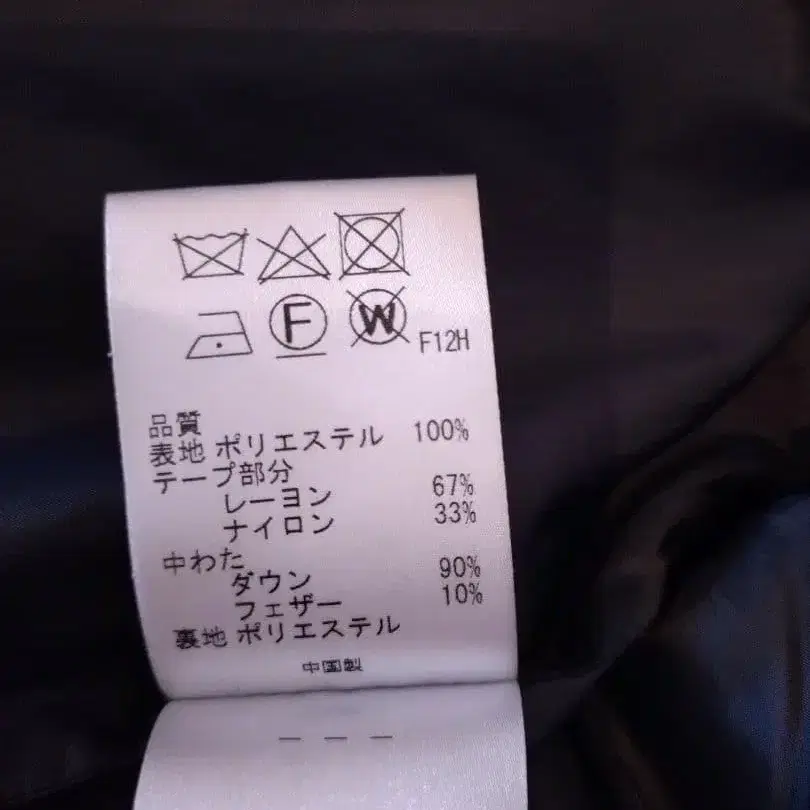 F W F12H
品質
表地 ポリエステル 100%
テープ部分
レーヨン 67%
ナイロン 33%
中わた
ダウン 90%
フェザー 10%
裏地 ポリエステル
中国製
— — —